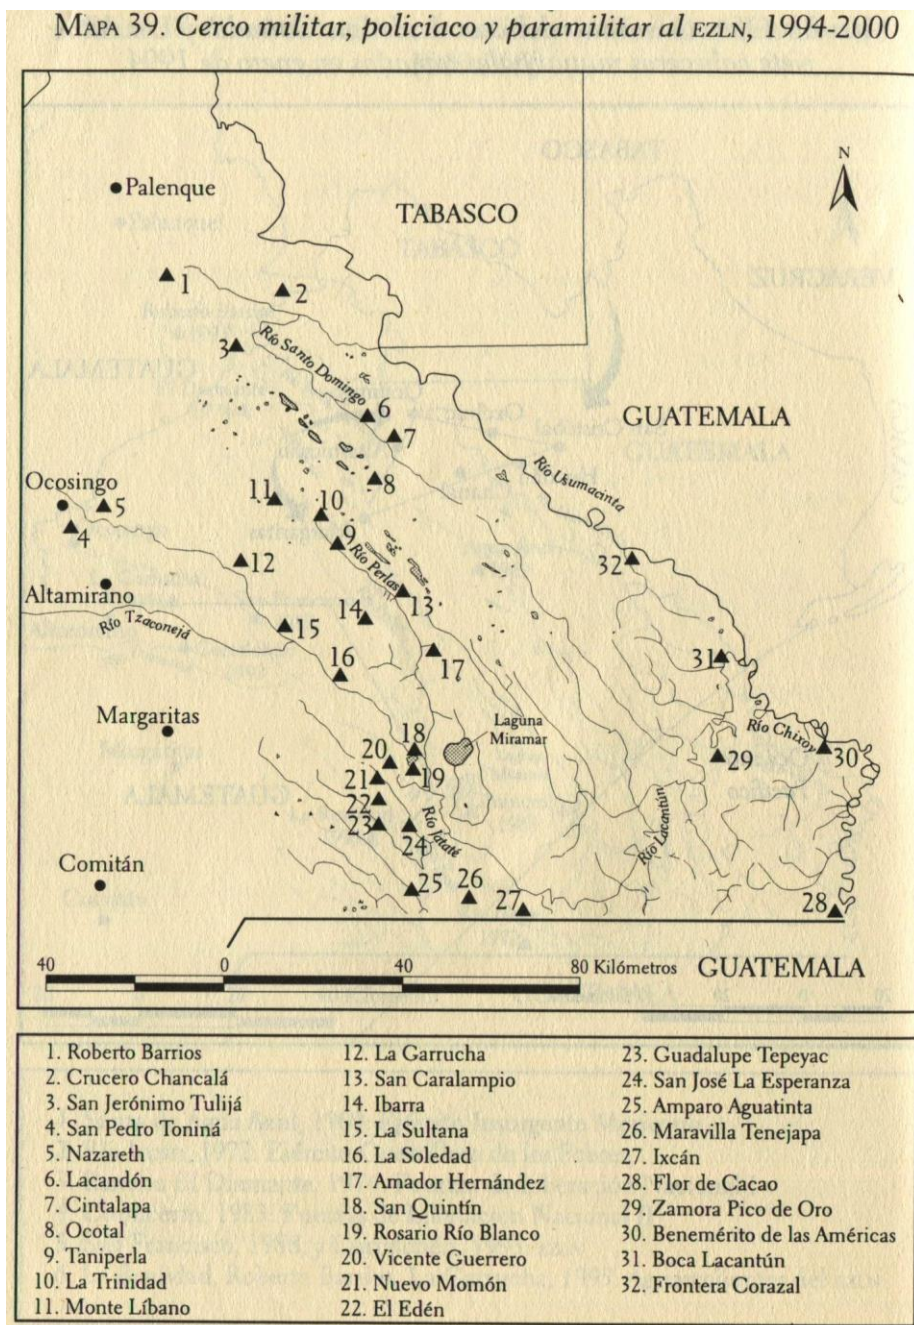 MAPA 39. Cerco militar, policiaco y paramilitar al EZLN, 1994-2000
N
Palenque
TABASCO
1
2
3
Río Santo Domingo
GUATEMALA
6
7
Río Usumacinta
Ocosingo
5
4
8
11
10
9
Río Perlas
32
12
13
Altamirano
14
Río Tzaconejá
15
16
17
31
Margaritas
Laguna
Miramar
Río Chixoy
18
20
19
29
30
21
22
23
24
Río Jataté
Río Lacantún
Comitán
25
26
27
28
40 0 40 80 Kilómetros
GUATEMALA
1. Roberto Barrios
2. Crucero Chancalá
3. San Jerónimo Tulijá
4. San Pedro Toniná
5. Nazareth
6. Lacandón
7. Cintalapa
8. Ocotal
9. Taniperla
10. La Trinidad
11. Monte Líbano
12. La Garrucha
13. San Caralampio
14. Ibarra
15. La Sultana
16. La Soledad
17. Amador Hernández
18. San Quintín
19. Rosario Río Blanco
20. Vicente Guerrero
21. Nuevo Momón
22. El Edén
23. Guadalupe Tepeyac
24. San José La Esperanza
25. Amparo Aguatinta
26. Maravilla Tenejapa
27. Ixcán
28. Flor de Cacao
29. Zamora Pico de Oro
30. Benemérito de las Américas
31. Boca Lacantún
32. Frontera Corazal